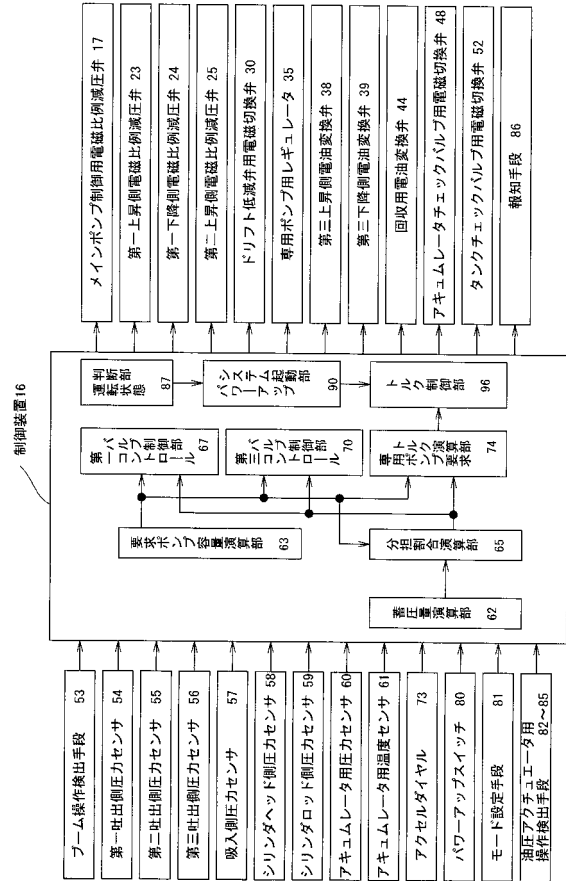 制御装置16
ブーム操作検出手段 53
第一吐出側圧力センサ 54
第二吐出側圧力センサ 55
第三吐出側圧力センサ 56
吸入側圧力センサ 57
シリンダヘッド側圧力センサ 58
シリンダロッド側圧力センサ 59
アキュムレータ用圧力センサ 60
アキュムレータ用温度センサ 61
アクセルダイヤル 73
パワーアップスイッチ 80
モード設定手段 81
油圧アクチュエータ用
操作検出手段 82~85
要求ポンプ容量演算部
63
蓄圧量演算部
62
分担割合演算部
65
第一コントロール
バルブ制御部
67
第三コントロール
バルブ制御部
70
専用ポンプ要求
トルク演算部
74
運転状態
判断部
87
パワーアップ
システム起動部
90
トルク制御部
96
メインポンプ制御用電磁比例減圧弁 17
第一上昇側電磁比例減圧弁 23
第一下降側電磁比例減圧弁 24
第二上昇側電磁比例減圧弁 25
ドリフト低減弁用電磁切換弁 30
専用ポンプ用レギュレータ 35
第三上昇側電油変換弁 38
第三下降側電油変換弁 39
回収用電油変換弁 44
アキュムレータチェックバルブ用電磁切換弁 48
タンクチェックバルブ用電磁切換弁 52
報知手段 86